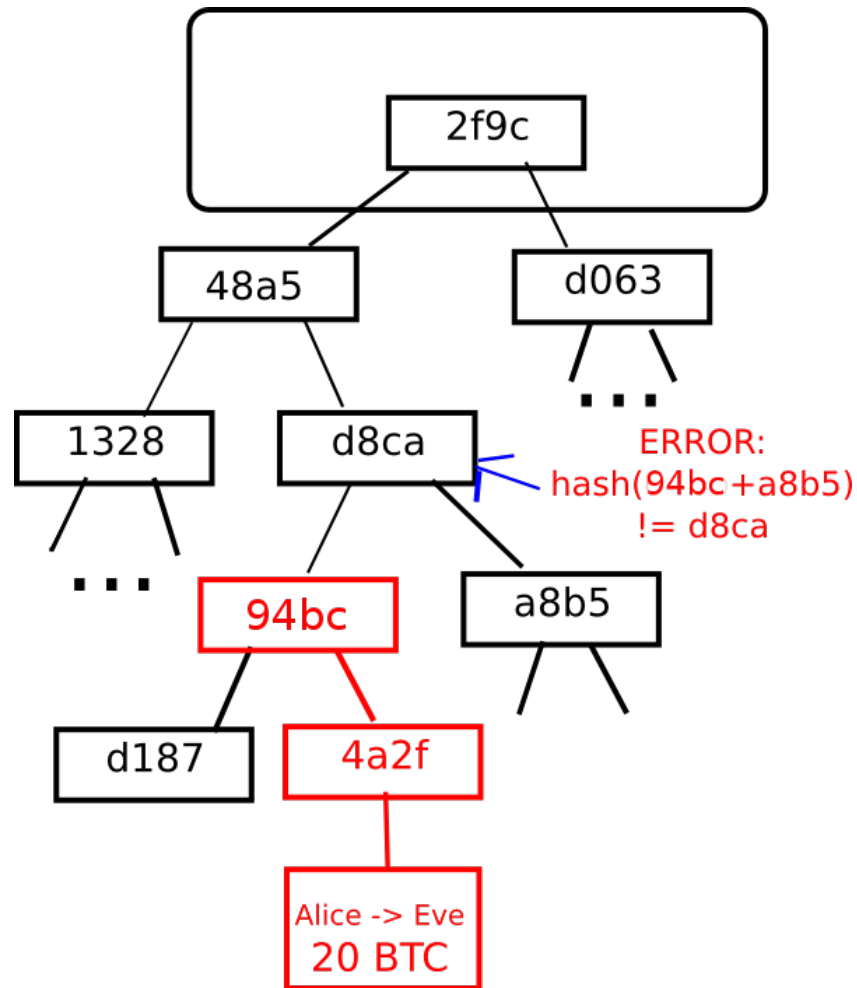 2f9c
48a5
d063
...
1328
d8ca
ERROR:
hash(94bc+a8b5)
!= d8ca
...
94bc
a8b5
d187
4a2f
Alice -> Eve
20 BTC